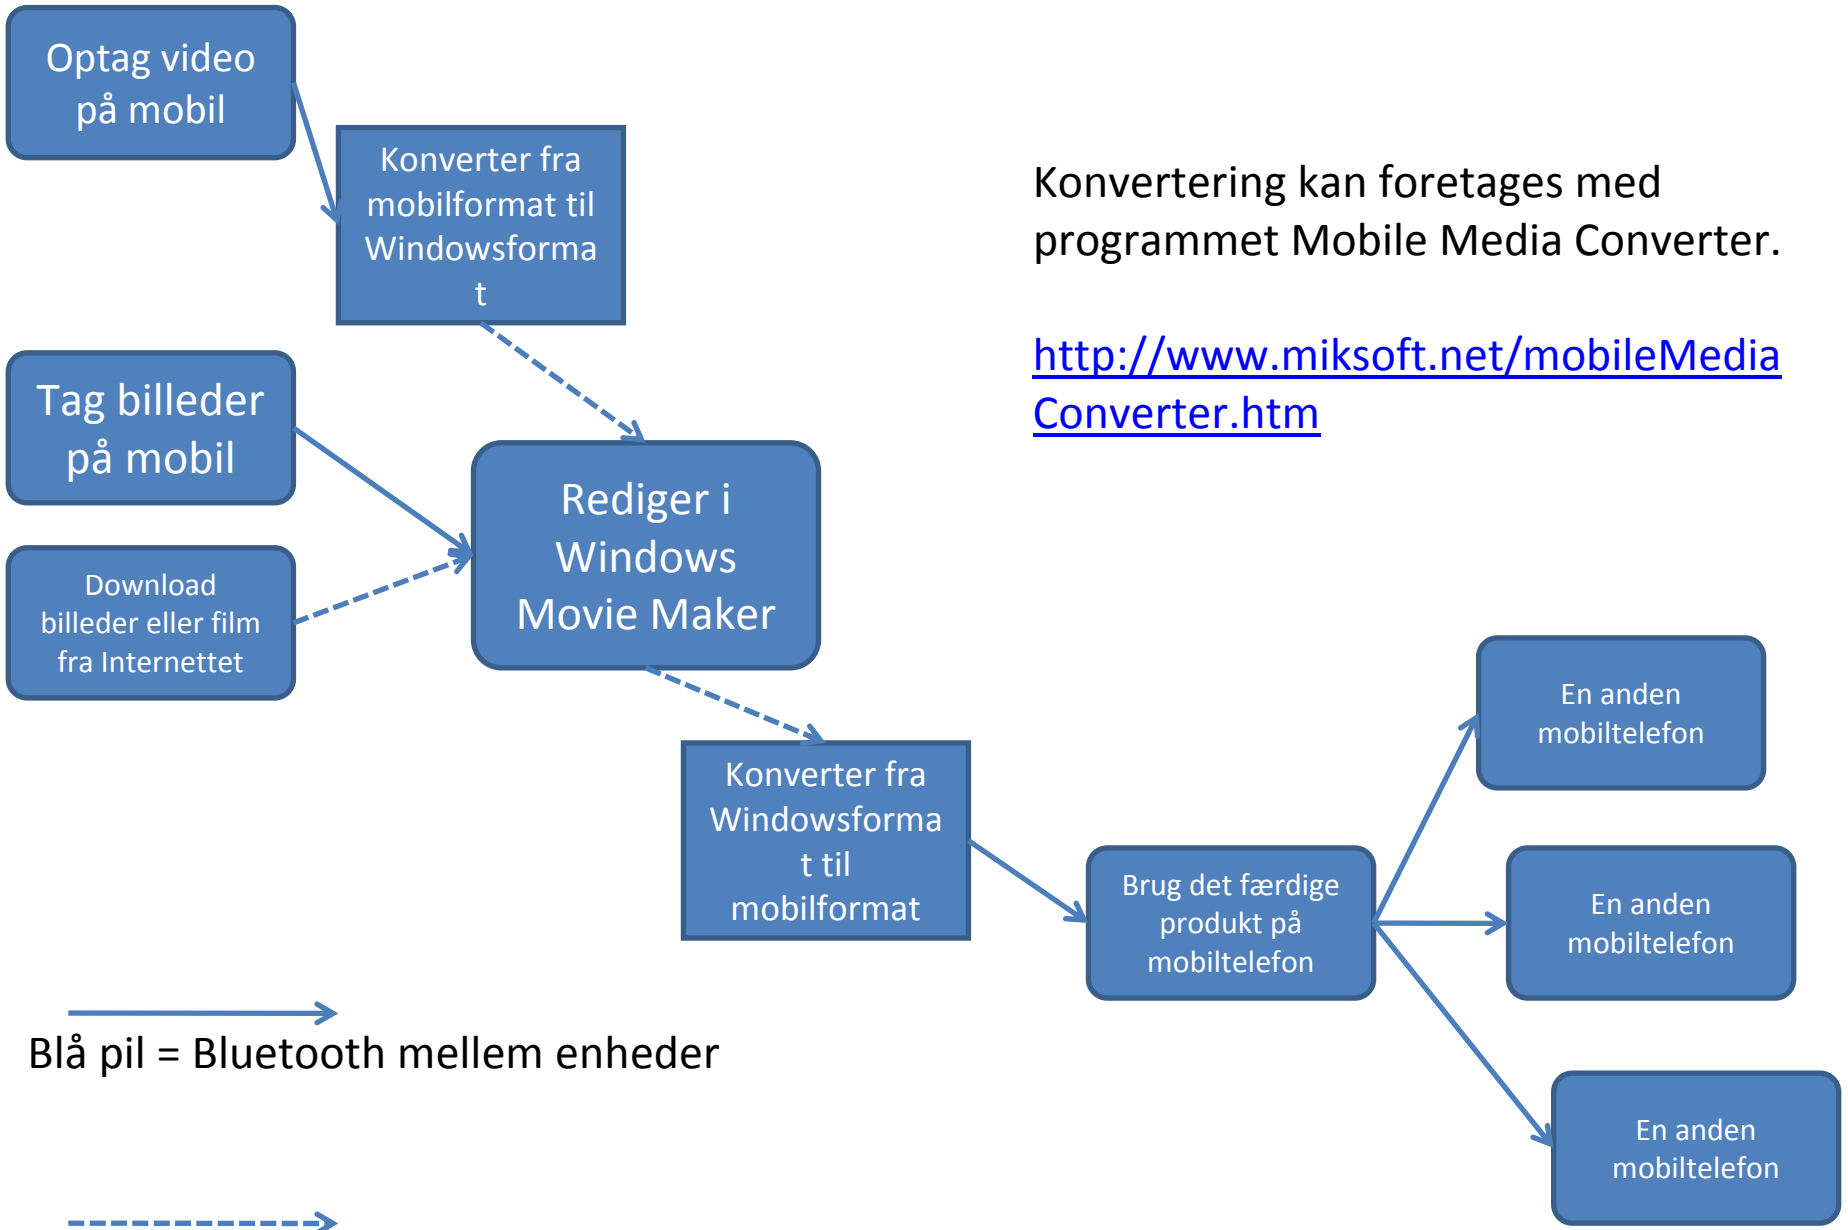 Optag video
på mobil
Konverter fra
mobilformat til
Windowsforma
t
Konvertering kan foretages med
programmet Mobile Media Converter.
http://www.miksoft.net/mobileMedia
Converter.htm
Tag billeder
på mobil
Download
billeder eller film
fra Internettet
Rediger i
Windows
Movie Maker
Konverter fra
Windowsforma
t til
mobilformat
Brug det færdige
produkt på
mobiltelefon
En anden
mobiltelefon
En anden
mobiltelefon
En anden
mobiltelefon
Blå pil = Bluetooth mellem enheder